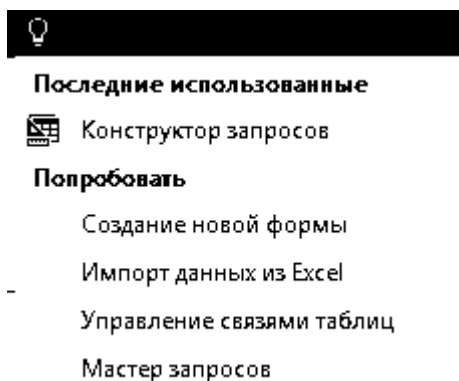 Последние использованные
Конструктор запросов
Попробовать
Создание новой формы
Импорт данных из Excel
Управление связями таблиц
Мастер запросов